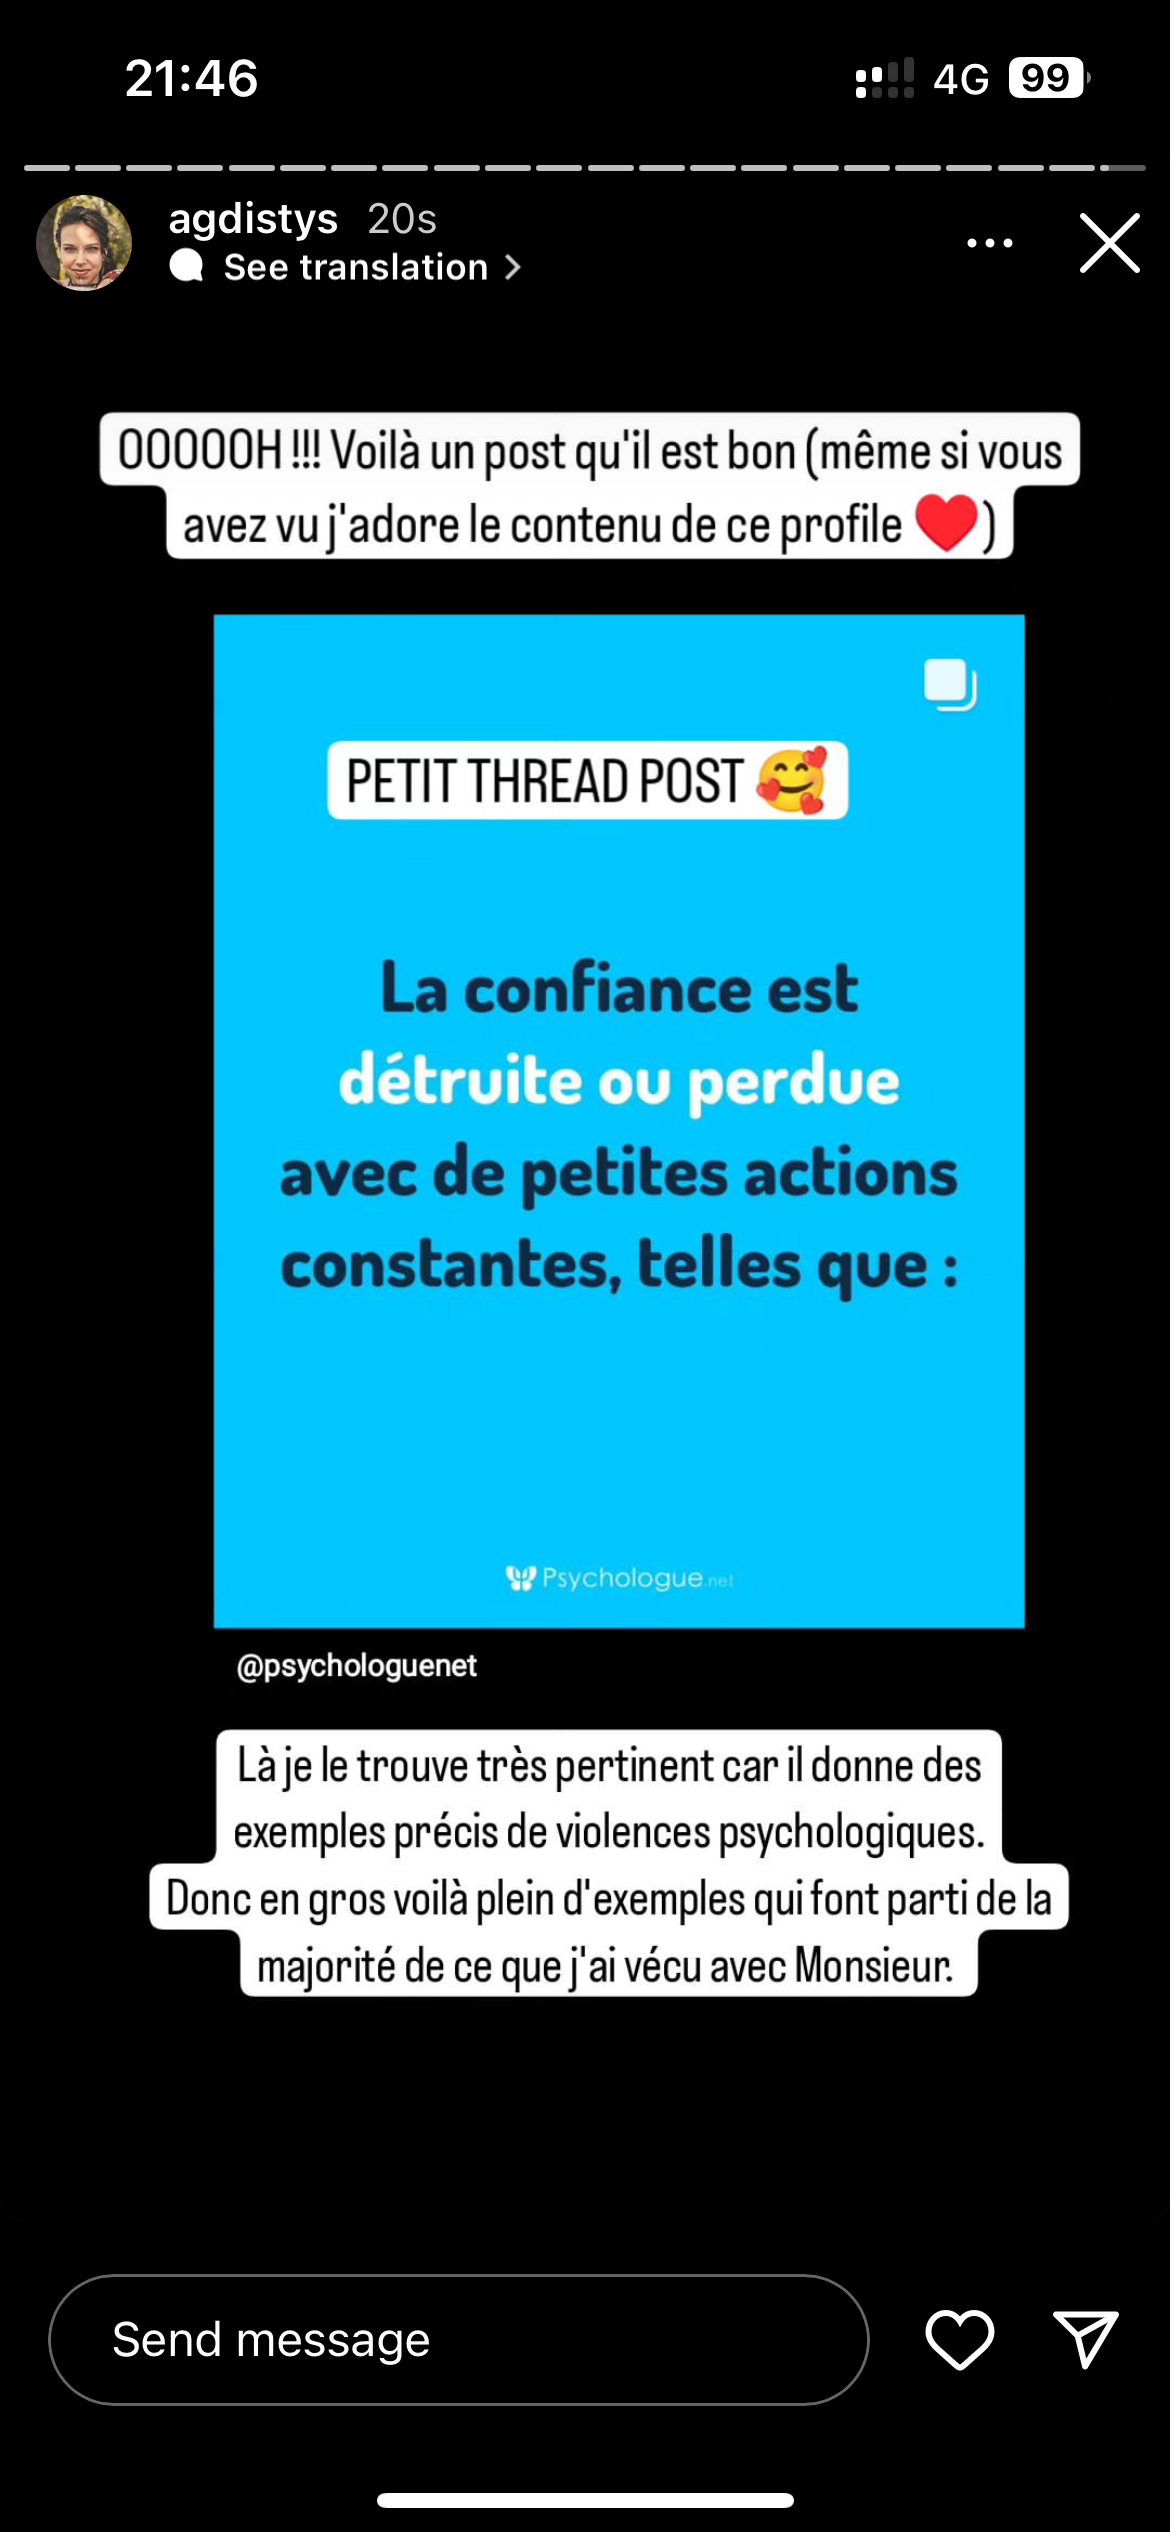 21:46
4G 99
agdistys 20s
See translation
OOOOOH !!! Voilà un post qu'il est bon (même si vous
avez vu j'adore le contenu de ce profile ♥️)
PETIT THREAD POST 🥰
La confiance est
détruite ou perdue
avec de petites actions
constantes, telles que :
Psychologue.net
@psychologuenet
Là je le trouve très pertinent car il donne des
exemples précis de violences psychologiques.
Donc en gros voilà plein d'exemples qui font parti de la
majorité de ce que j'ai vécu avec Monsieur.
Send message